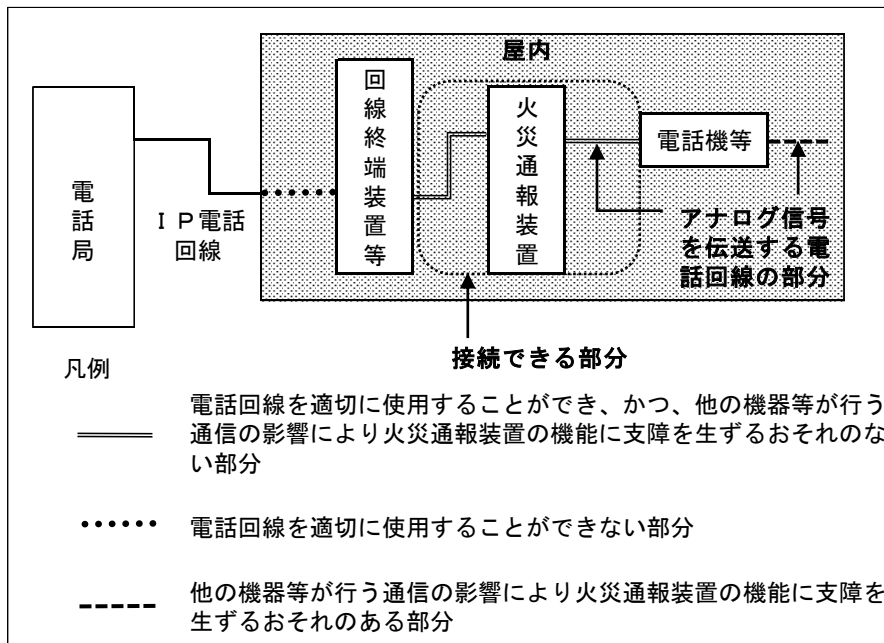 屋内
電話局
ＩＰ電話
回線
回線終端装置等
火災通報装置
電話機等
アナログ信号
を伝送する電
話回線の部分
接続できる部分
凡例
電話回線を適切に使用することができ、かつ、他の機器等が行う
通信の影響により火災通報装置の機能に支障を生ずるおそれのな
い部分
電話回線を適切に使用することができない部分
他の機器等が行う通信の影響により火災通報装置の機能に支障を
生ずるおそれのある部分